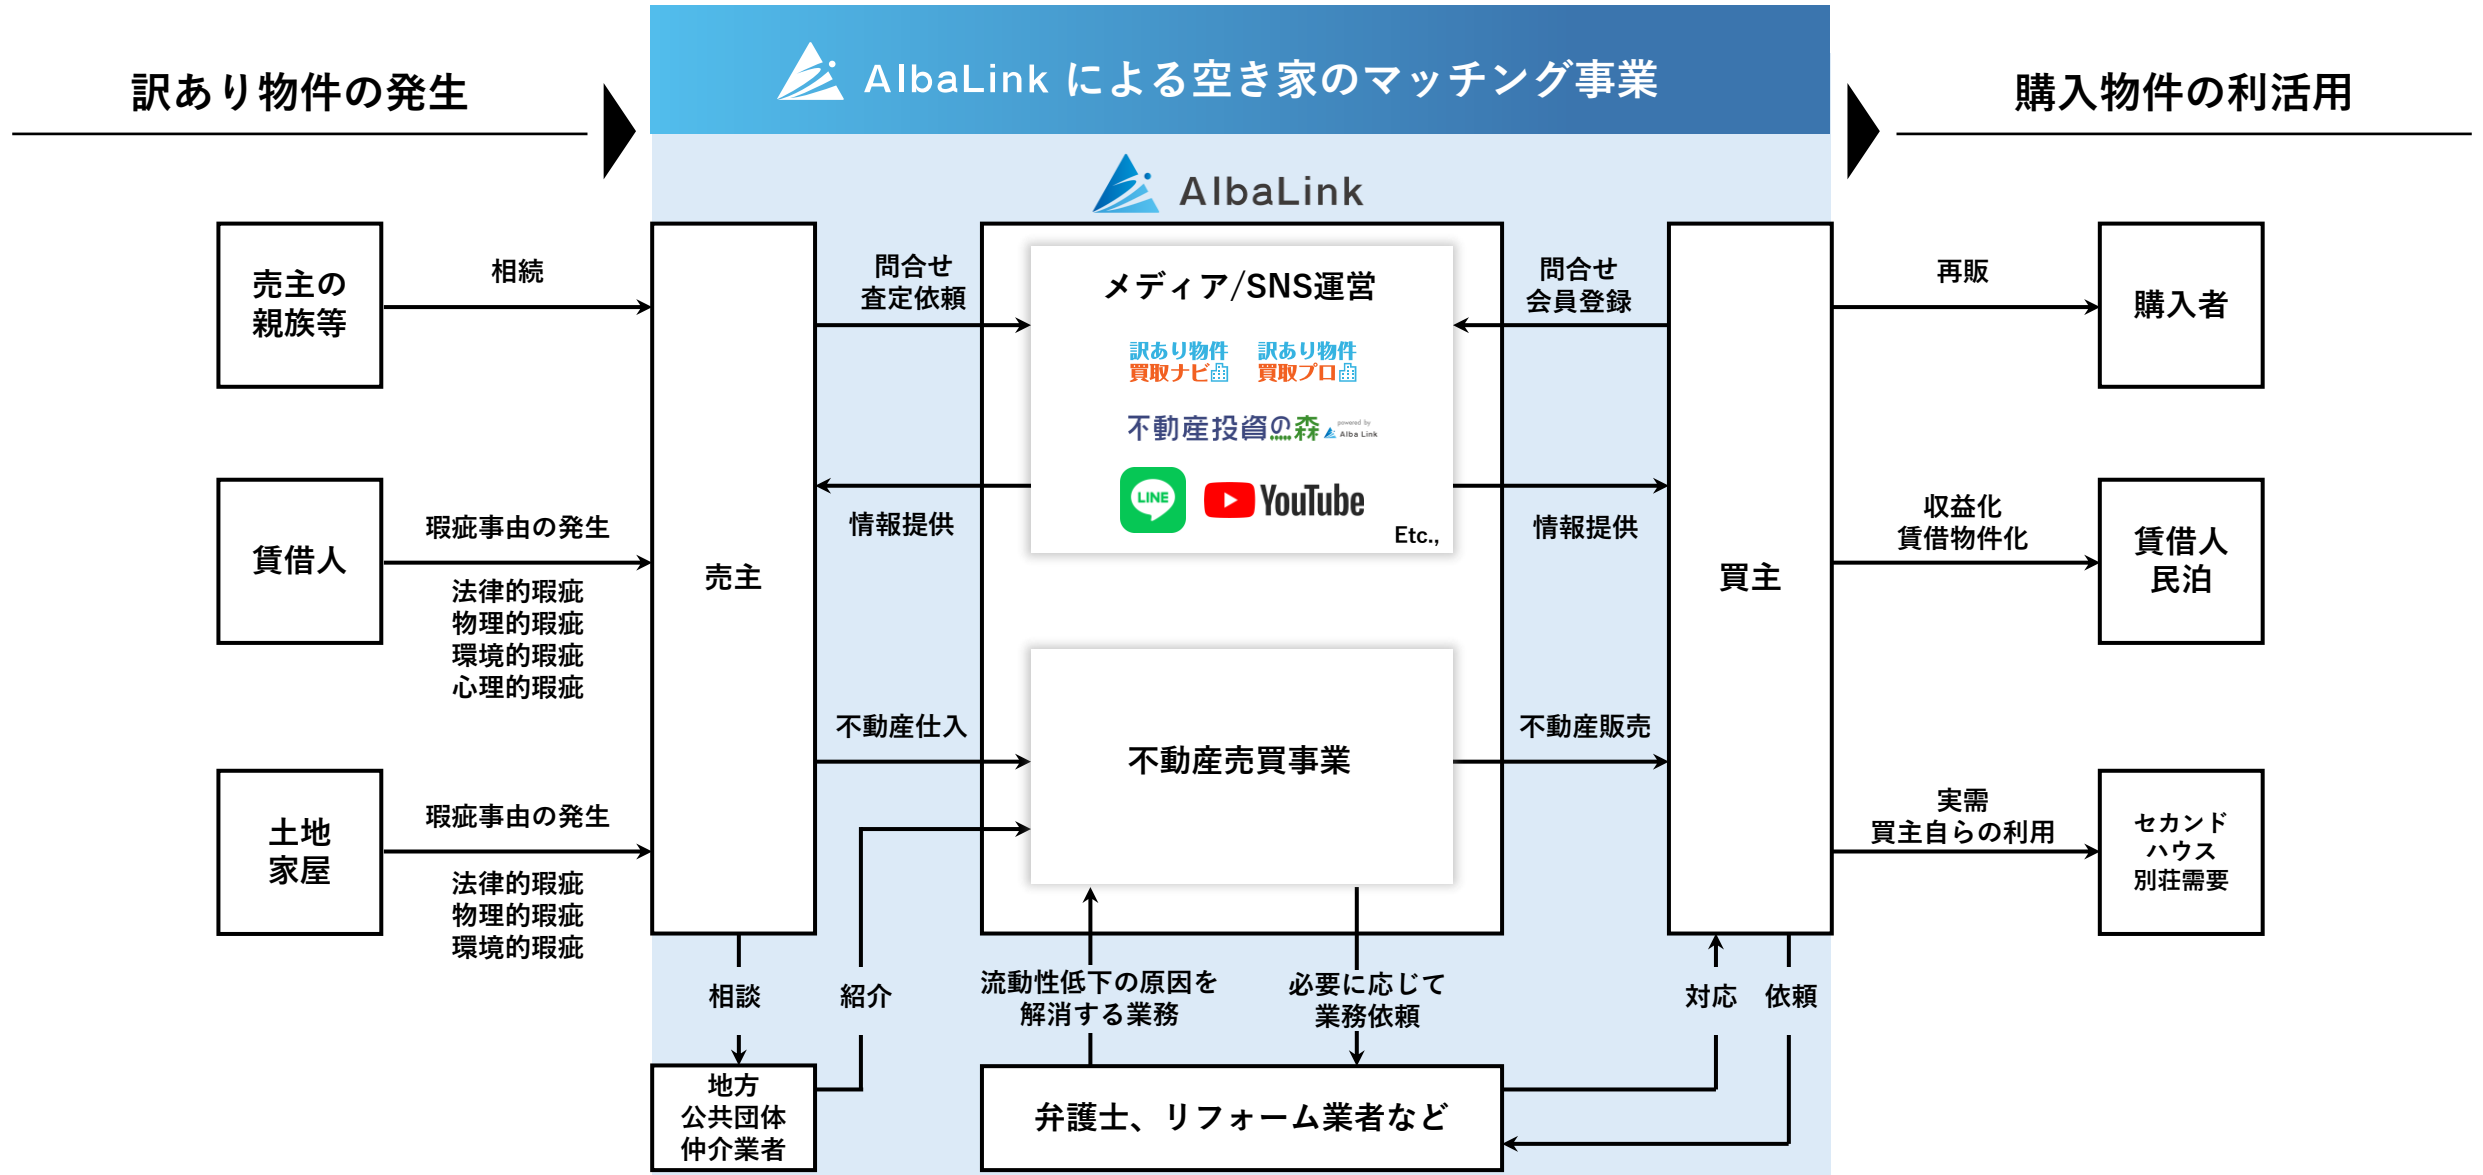 訳あり物件の発生
AlbaLink による空き家のマッチング事業
購入物件の利活用
AlbaLink
売主の
親族等
相続
賃借人
瑕疵事由の発生
法律的瑕疵
物理的瑕疵
環境的瑕疵
心理的瑕疵
土地
家屋
瑕疵事由の発生
法律的瑕疵
物理的瑕疵
環境的瑕疵
売主
問合せ
査定依頼
情報提供
不動産仕入
メディア/SNS運営
訳あり物件
買取ナビ
訳あり物件
買取プロ
不動産投資の森
powered by
Alba Link
LINE
YouTube
Etc.,
不動産売買事業
問合せ
会員登録
情報提供
不動産販売
買主
再販
購入者
収益化
賃借物件化
賃借人
民泊
実需
買主自らの利用
セカンド
ハウス
別荘需要
相談
紹介
流動性低下の原因を
解消する業務
必要に応じて
業務依頼
対応
依頼
地方
公共団体
仲介業者
弁護士、リフォーム業者など